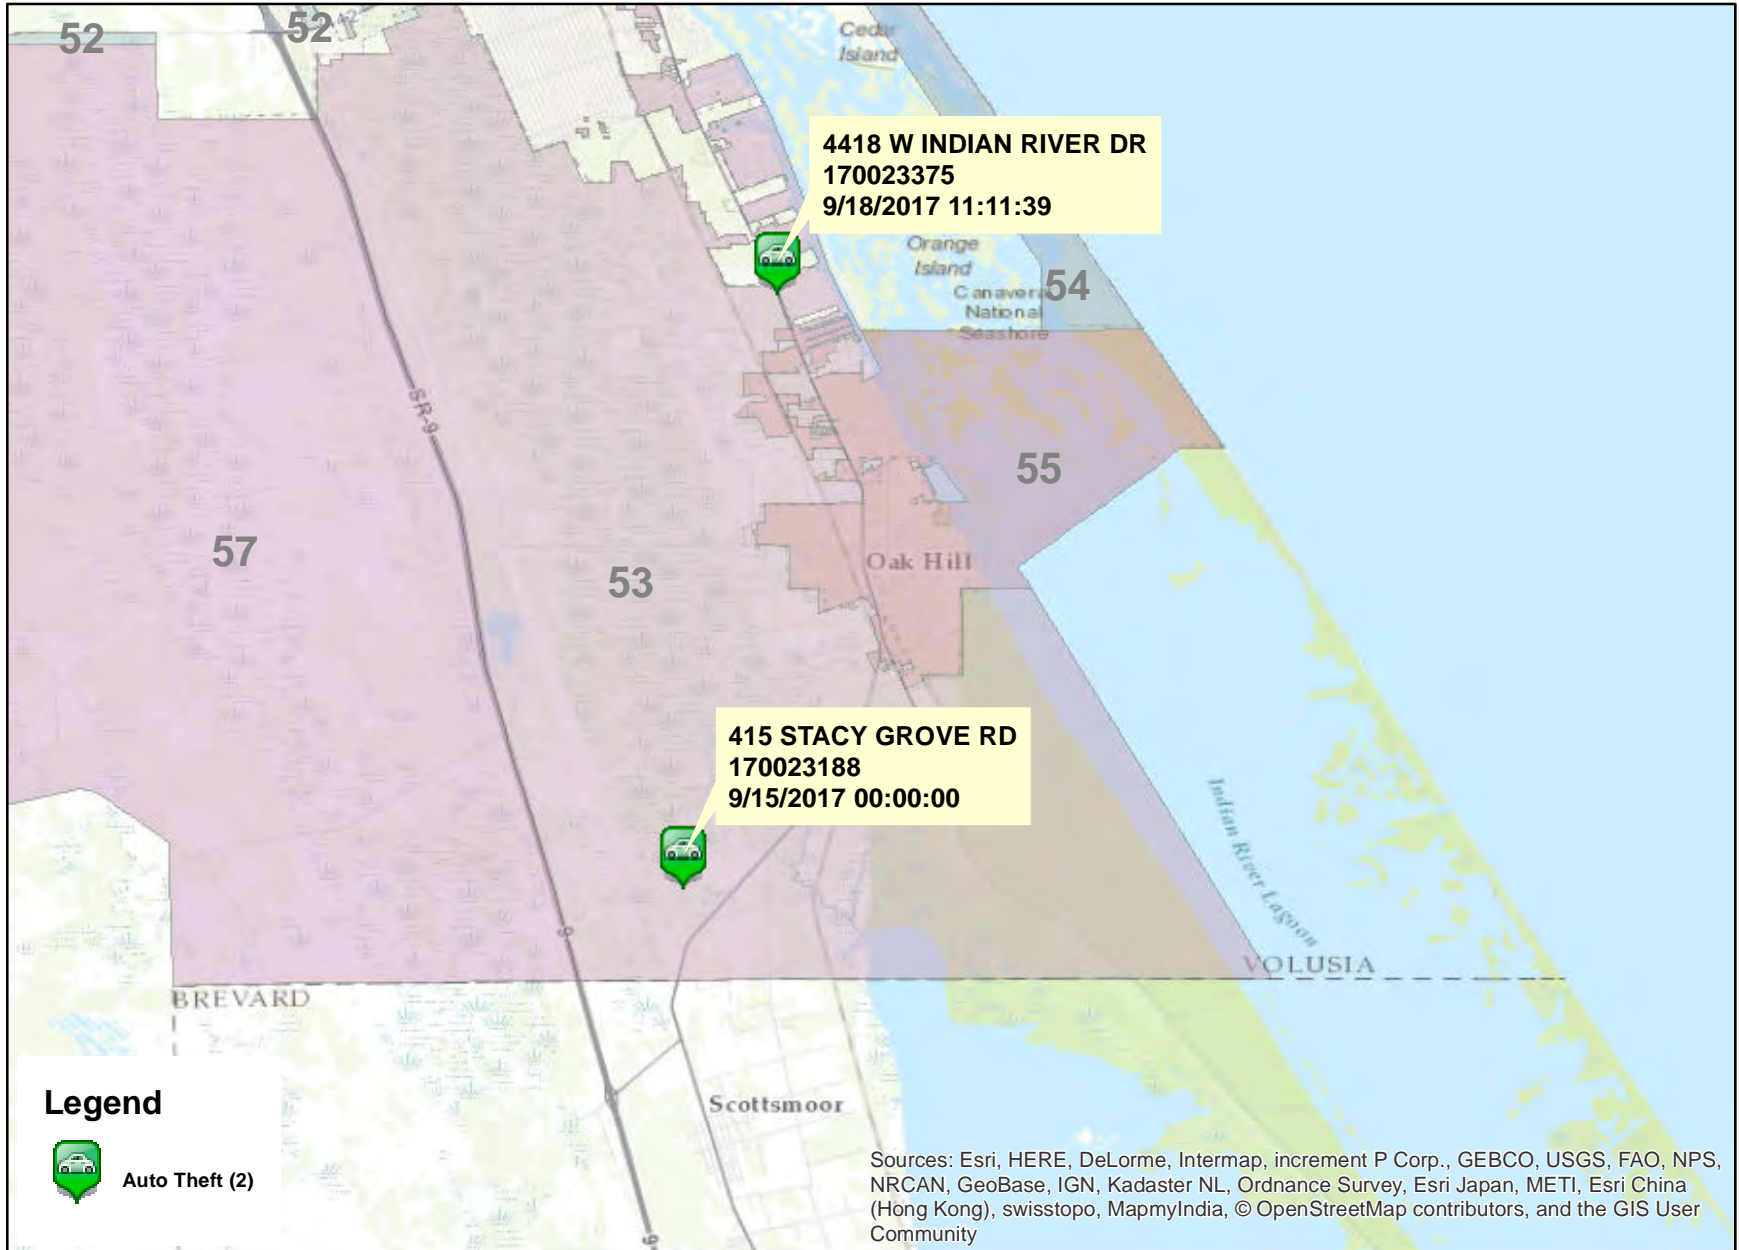 52
52
Cedar
Island
4418 W INDIAN RIVER DR
170023375
9/18/2017 11:11:39
Orange
Island
54
Canavera
National
Seashore
SR-9
55
57
53
Oak Hill
415 STACY GROVE RD
170023188
9/15/2017 00:00:00
Indian River Lagoon
9
VOLUSIA
BREVARD
Legend
Auto Theft (2)
Scottsmoor
Sources: Esri, HERE, DeLorme, Intermap, increment P Corp., GEBCO, USGS, FAO, NPS,
NRCAN, GeoBase, IGN, Kadaster NL, Ordnance Survey, Esri Japan, METI, Esri China
(Hong Kong), swisstopo, MapmyIndia, © OpenStreetMap contributors, and the GIS User
Community